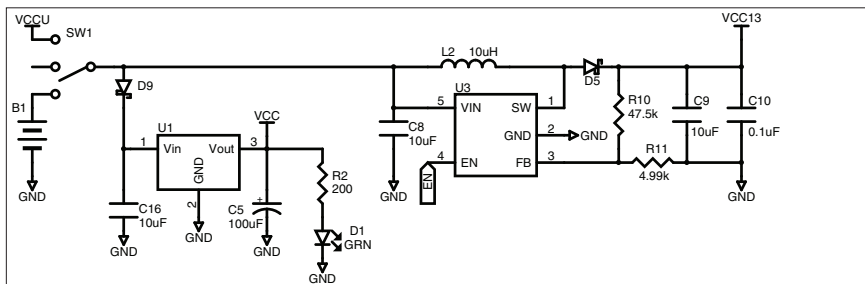 VCCU
SW1
VCC13
L2
10uH
U3
D5
D9
B1
5
VIN
SW
1
R10
47.5k
C9
10uF
C10
0.1uF
GND
2
GND
C8
10uF
U1
VCC
1
Vin
Vout
3
GND
2
4
EN
FB
3
R11
4.99k
EN
R2
200
GND
GND
GND
C16
10uF
C5
+
100uF
D1
GRN
GND
GND
GND
GND